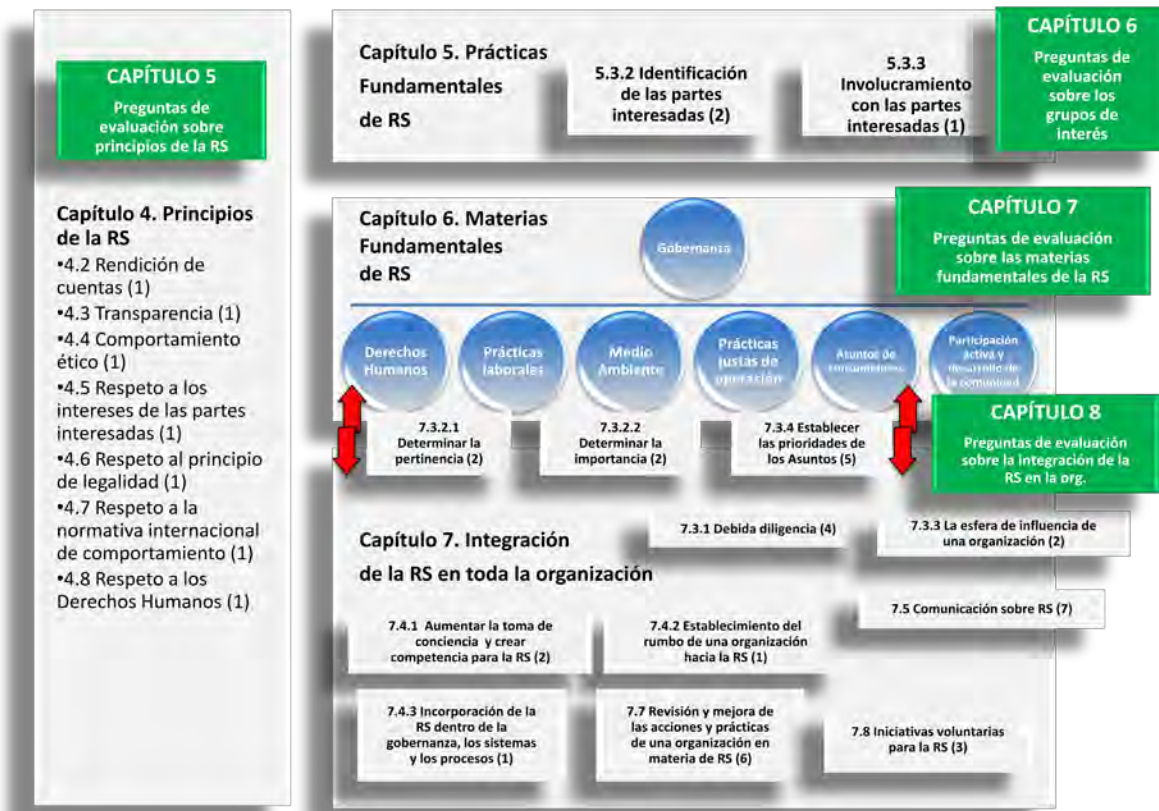 CAPÍTULO 5
Preguntas de
evaluación sobre
principios de la RS
Capítulo 4. Principios
de la RS
•4.2 Rendición de
cuentas (1)
•4.3 Transparencia (1)
•4.4 Comportamiento
ético (1)
•4.5 Respeto a los
intereses de las partes
interesadas (1)
•4.6 Respeto al principio
de legalidad (1)
•4.7 Respeto a la
normativa internacional
de comportamiento (1)
•4.8 Respeto a los
Derechos Humanos (1)
Capítulo 5. Prácticas
Fundamentales
de RS
5.3.2 Identificación
de las partes
interesadas (2)
5.3.3
Involucramiento
con las partes
interesadas (1)
CAPÍTULO 6
Preguntas de
evaluación
sobre los
grupos de
interés
Capítulo 6. Materias
Fundamentales
de RS
Gobernanza
CAPÍTULO 7
Preguntas de evaluación
sobre las materias
fundamentales de la RS
Derechos
Humanos
Prácticas
laborales
Medio
Ambiente
Prácticas
justas de
operación
Asuntos de
consumidores
Participación
activa y
desarrollo de
la comunidad
7.3.2.1
Determinar la
pertinencia (2)
7.3.2.2
Determinar la
importancia (2)
7.3.4 Establecer
las prioridades de
los Asuntos (5)
CAPÍTULO 8
Preguntas de evaluación
sobre la integración de la
RS en la org.
Capítulo 7. Integración
de la RS en toda la organización
7.3.1 Debida diligencia (4)
7.3.3 La esfera de influencia de
una organización (2)
7.5 Comunicación sobre RS (7)
7.4.1 Aumentar la toma de
conciencia y crear
competencia para la RS (2)
7.4.2 Establecimiento del
rumbo de una organización
hacia la RS (1)
7.4.3 Incorporación de la
RS dentro de la
gobernanza, los sistemas
y los procesos (1)
7.7 Revisión y mejora de
las acciones y prácticas
de una organización en
materia de RS (6)
7.8 Iniciativas voluntarias
para la RS (3)